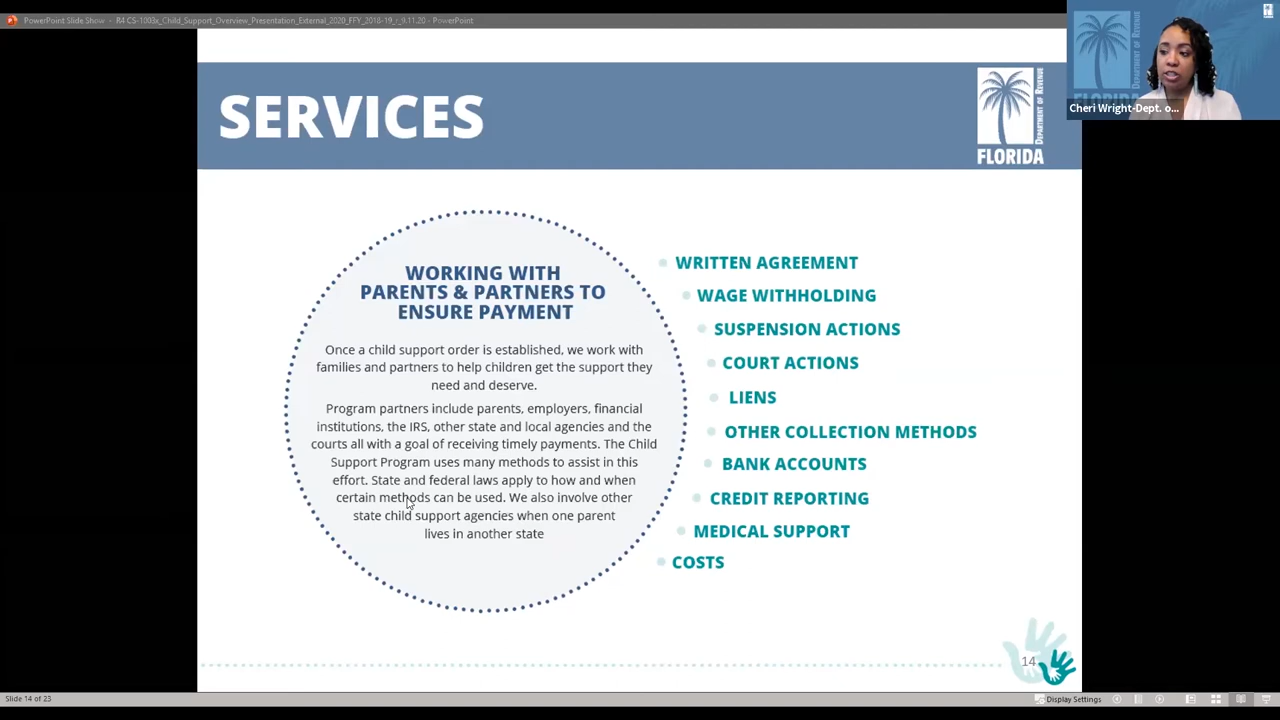 PowerPoint Slide Show - R4 CS-1003x_Child_Support_Overview_Presentation_External_2020_FFY_2018-19_r_9.11.20 - PowerPoint
SERVICES
Department of Revenue
FLORIDA
FLORIDA
Cheri Wright-Dept. o...
WORKING WITH
PARENTS & PARTNERS TO
ENSURE PAYMENT
Once a child support order is established, we work with
families and partners to help children get the support they
need and deserve.
Program partners include parents, employers, financial
institutions, the IRS, other state and local agencies and the
courts all with a goal of receiving timely payments. The Child
Support Program uses many methods to assist in this
effort. State and federal laws apply to how and when
certain methods can be used. We also involve other
state child support agencies when one parent
lives in another state
WRITTEN AGREEMENT
WAGE WITHHOLDING
SUSPENSION ACTIONS
COURT ACTIONS
LIENS
OTHER COLLECTION METHODS
BANK ACCOUNTS
CREDIT REPORTING
MEDICAL SUPPORT
COSTS
14
Slide 14 of 23
Display Settings